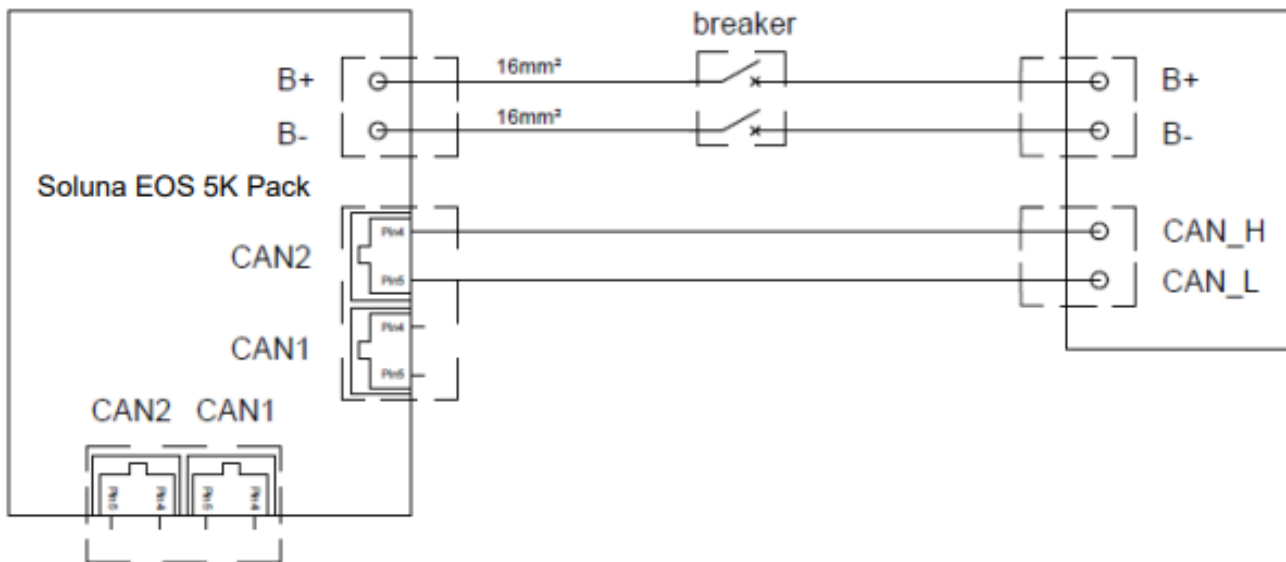 breaker
B+ 16mm² B+
B- 16mm² B-
Soluna EOS 5K Pack
CAN2 Pin4 CAN_H
Pin5 CAN_L
CAN1 Pin4
Pin5
CAN2 CAN1
Pin5 Pin4 Pin5 Pin4